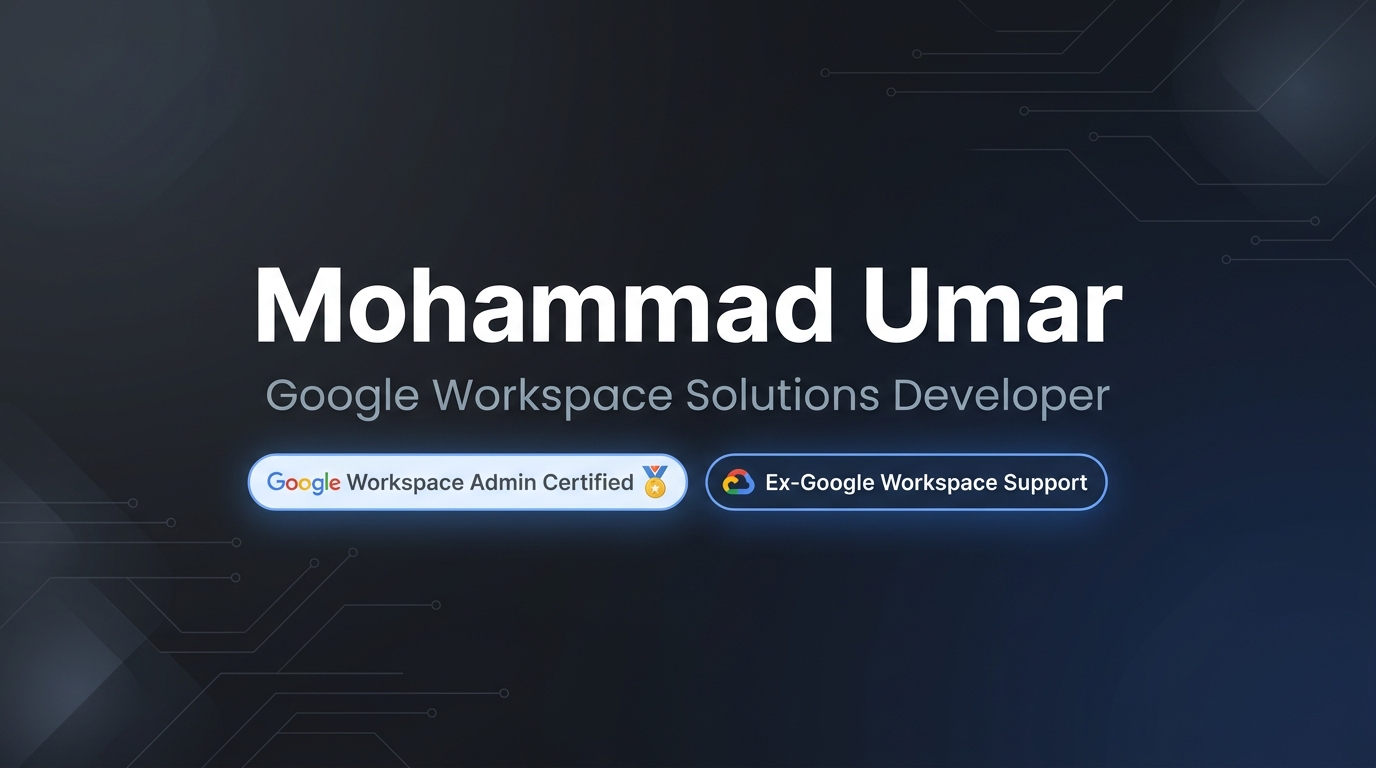 Mohammad Umar
Google Workspace Solutions Developer
Google Workspace Admin Certified
Ex-Google Workspace Support